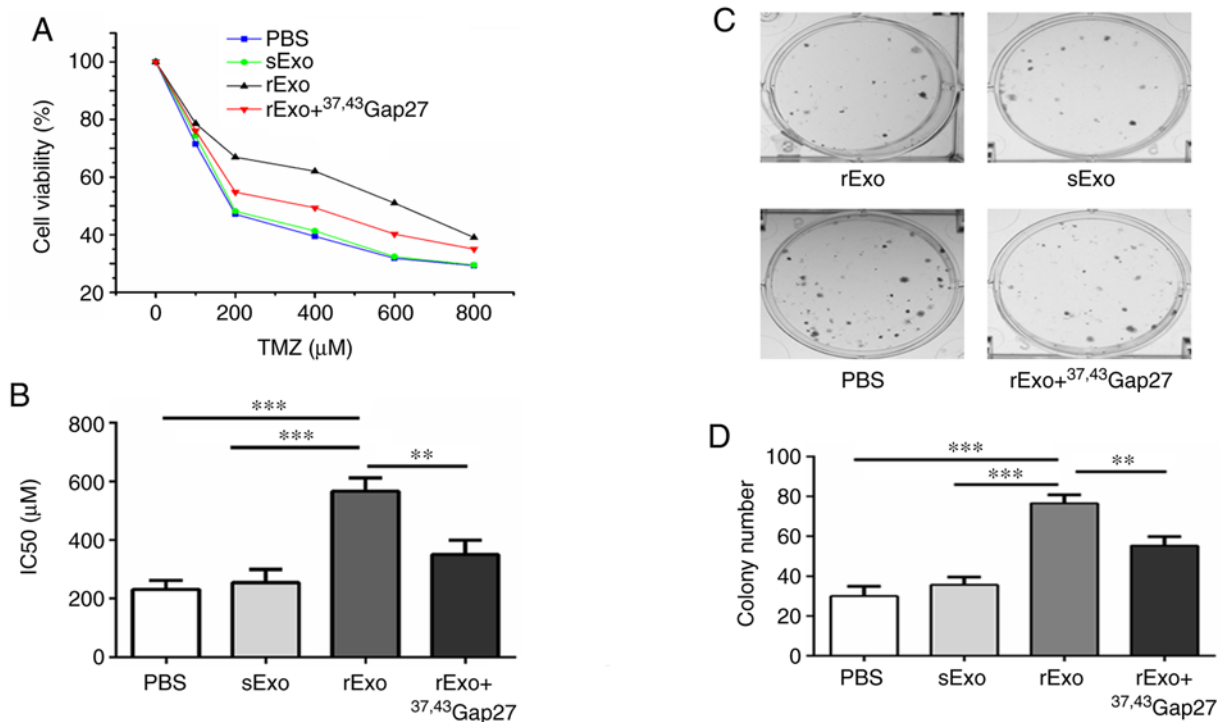 A
PBS
sExo
rExo
rExo+37,43Gap27
100
80
60
40
20
Cell viability (%)
0 200 400 600 800
TMZ (μM)
B
800
600
400
200
0
IC50 (μM)
***
***
**
PBS sExo rExo rExo+
37,43Gap27
C
rExo sExo
PBS rExo+37,43Gap27
D
100
80
60
40
20
0
Colony number
***
***
**
PBS sExo rExo rExo+
37,43Gap27